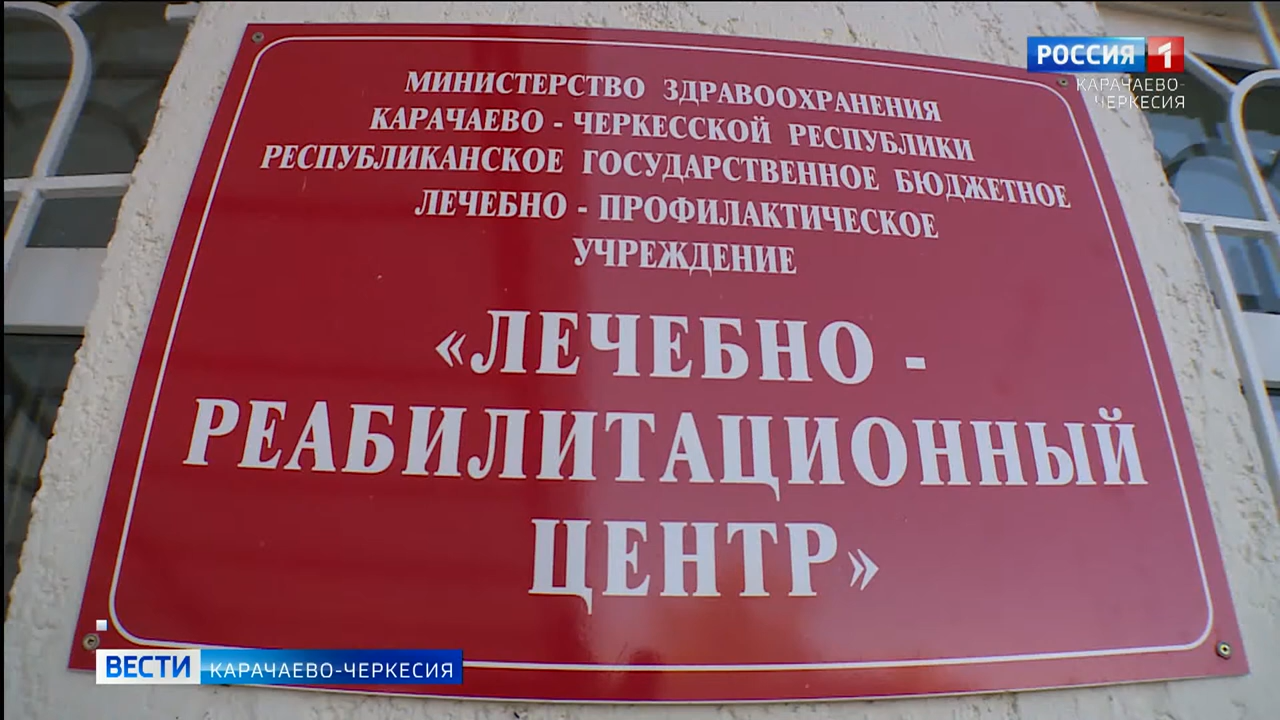 РОССИЯ 1
КАРАЧАЕВО-
ЧЕРКЕСИЯ
МИНИСТЕРСТВО ЗДРАВООХРАНЕНИЯ
КАРАЧАЕВО - ЧЕРКЕССКОЙ РЕСПУБЛИКИ
РЕСПУБЛИКАНСКОЕ ГОСУДАРСТВЕННОЕ БЮДЖЕТНОЕ
ЛЕЧЕБНО - ПРОФИЛАКТИЧЕСКОЕ
УЧРЕЖДЕНИЕ
«ЛЕЧЕБНО -
РЕАБИЛИТАЦИОННЫЙ
ЦЕНТР»
ВЕСТИ КАРАЧАЕВО-ЧЕРКЕСИЯ